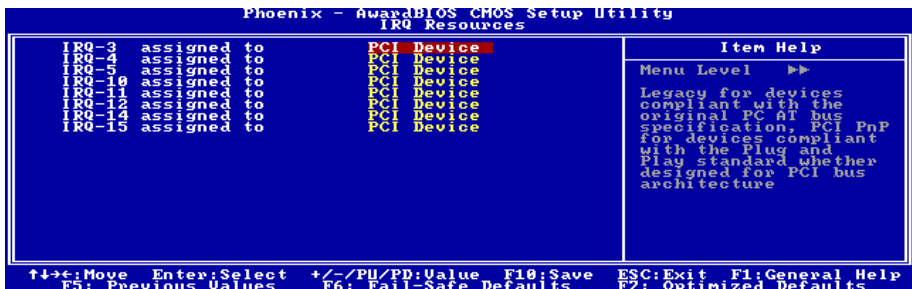 Phoenix - AwardBIOS CMOS Setup Utility
IRQ Resources
IRQ-3 assigned to PCI Device
IRQ-4 assigned to PCI Device
IRQ-5 assigned to PCI Device
IRQ-10 assigned to PCI Device
IRQ-11 assigned to PCI Device
IRQ-12 assigned to PCI Device
IRQ-14 assigned to PCI Device
IRQ-15 assigned to PCI Device
Item Help
Menu Level ▶▶
Legacy for devices
compliant with the
original PC AT bus
specification, PCI PnP
for devices compliant
with the Plug and
Play standard whether
designed for PCI bus
architecture
↑↓→←:Move Enter:Select +/-/PU/PD:Value F10:Save ESC:Exit F1:General Help
F5: Previous Values F6: Fail-Safe Defaults F7: Optimized Defaults